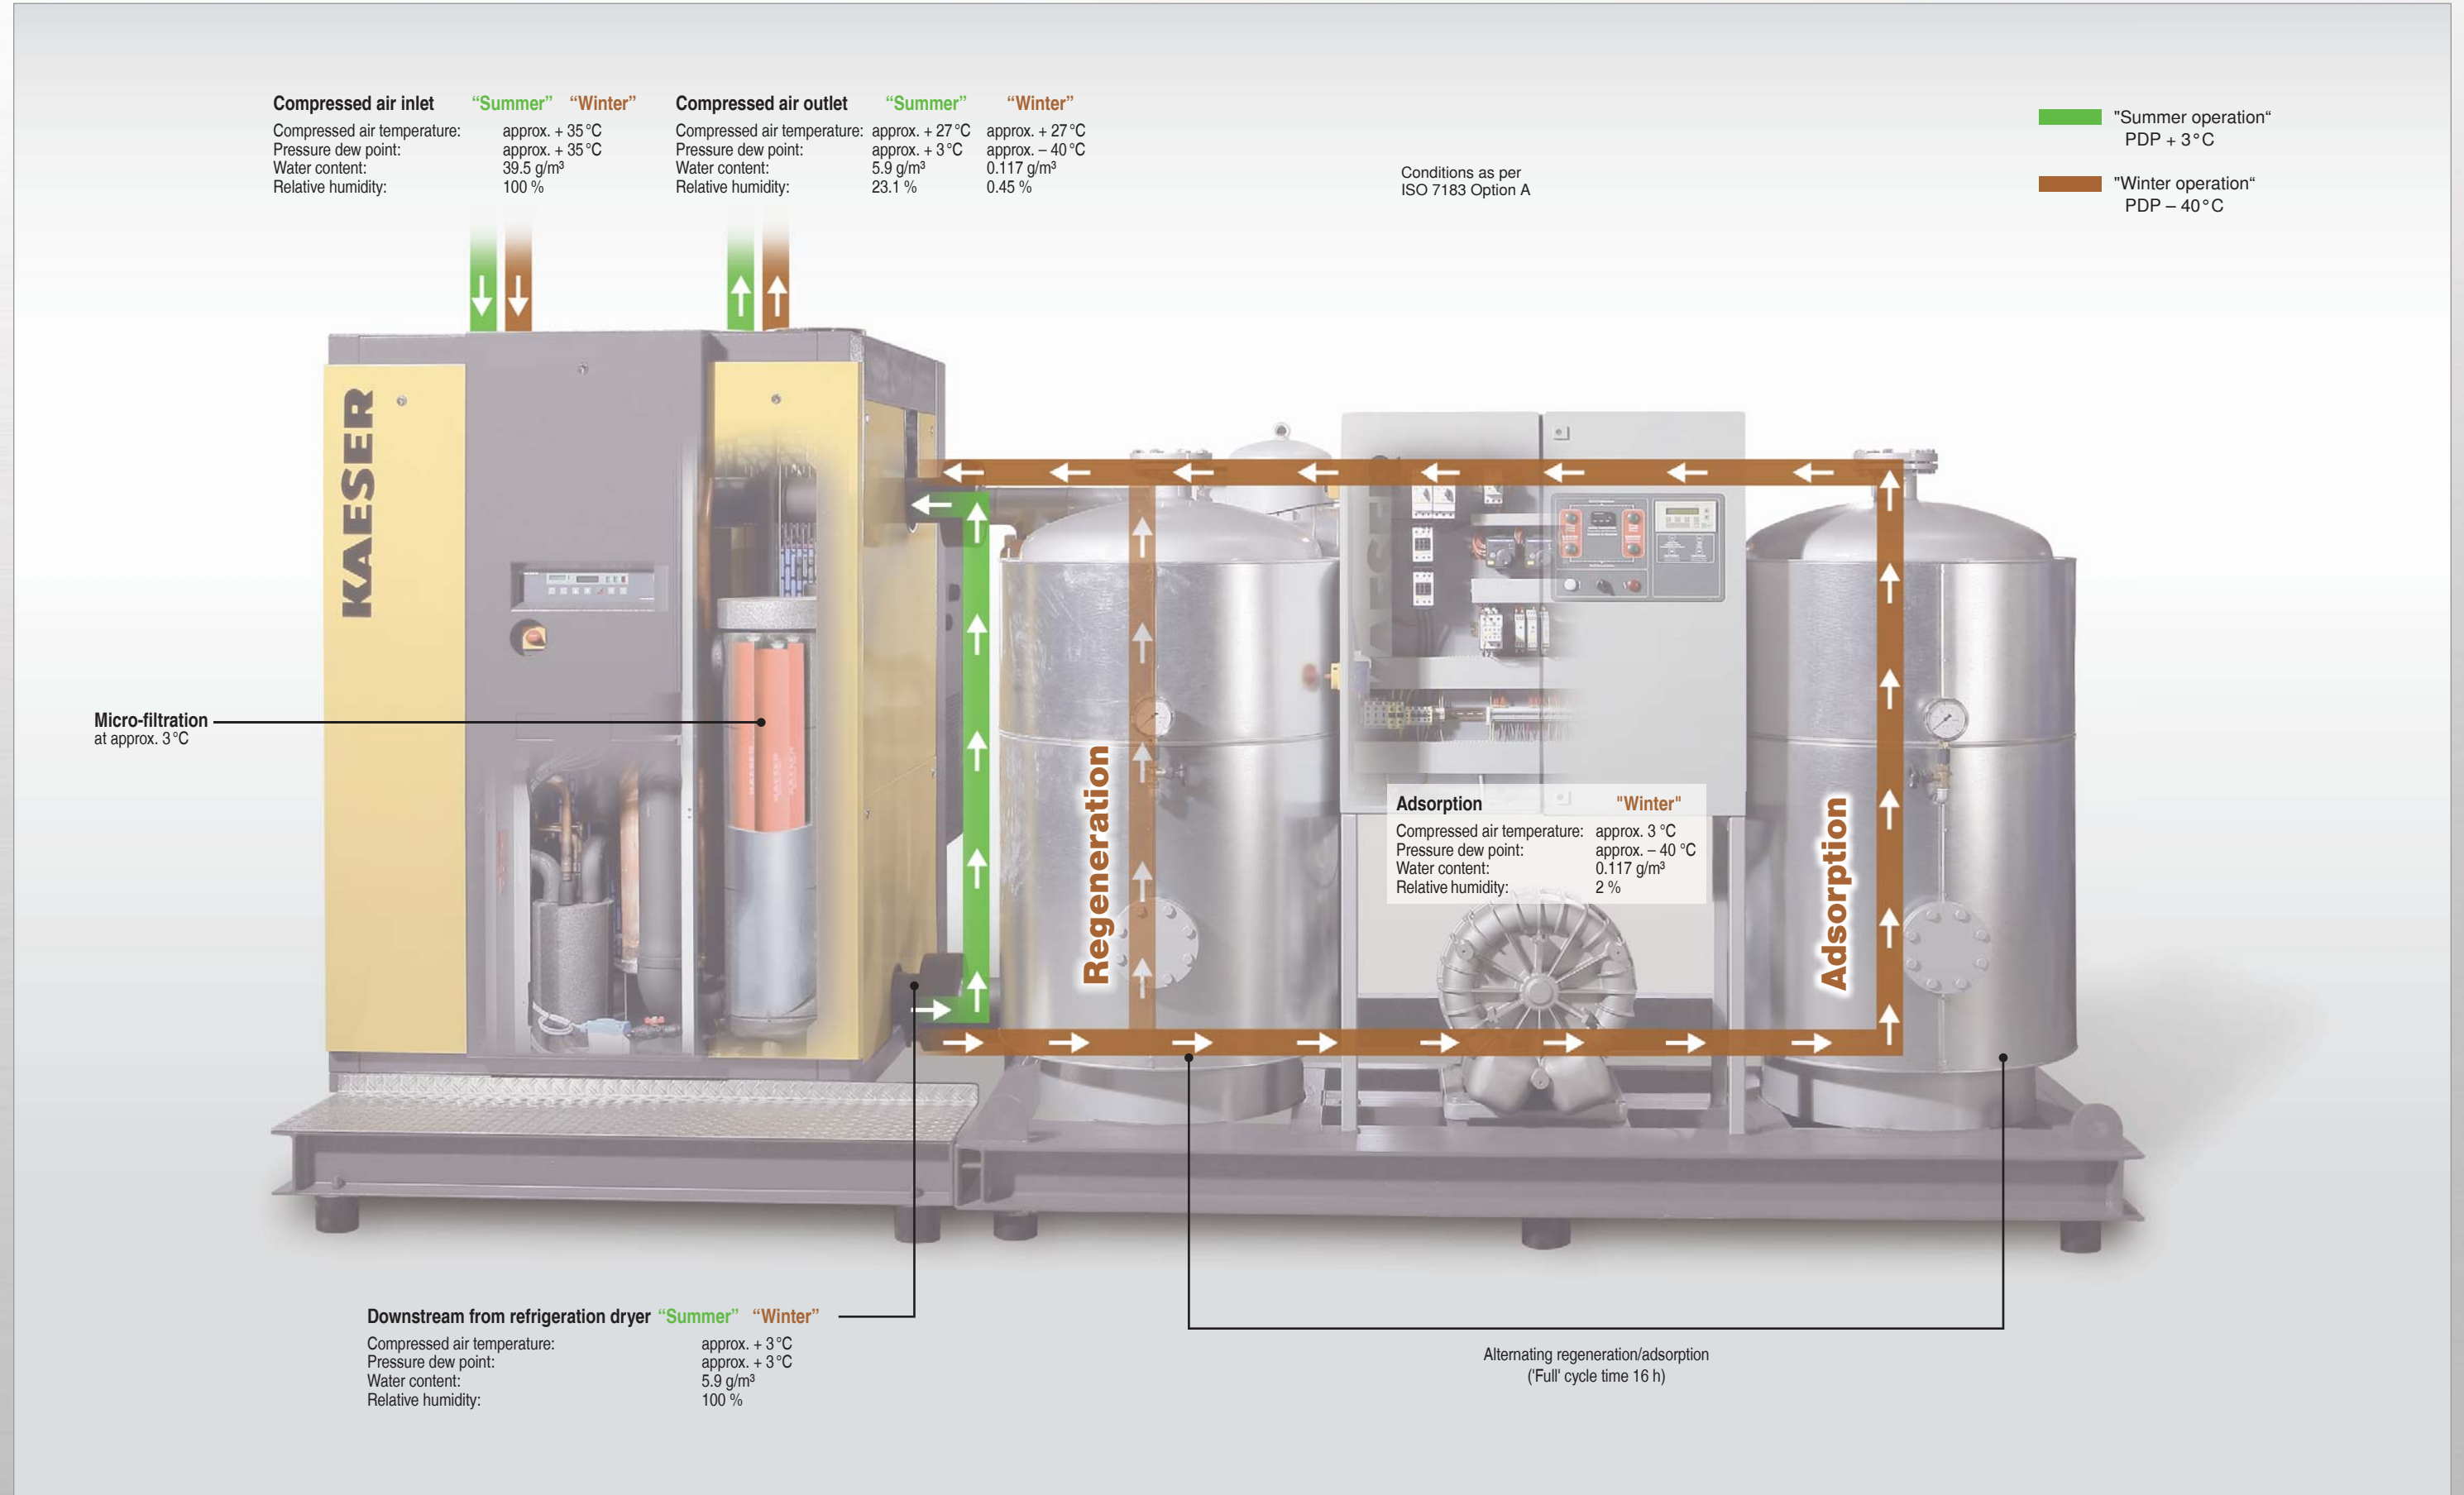 Compressed air inlet “Summer” “Winter”
Compressed air temperature: approx. + 35 °C
Pressure dew point: approx. + 35 °C
Water content: 39.5 g/m³
Relative humidity: 100 %
Compressed air outlet “Summer” “Winter”
Compressed air temperature: approx. + 27 °C approx. + 27 °C
Pressure dew point: approx. + 3 °C approx. – 40 °C
Water content: 5.9 g/m³ 0.117 g/m³
Relative humidity: 23.1 % 0.45 %
Conditions as per
ISO 7183 Option A
"Summer operation“
PDP + 3°C
"Winter operation“
PDP – 40°C
KAESER
Micro-filtration
at approx. 3 °C
Regeneration
Adsorption "Winter"
Compressed air temperature: approx. 3 °C
Pressure dew point: approx. – 40 °C
Water content: 0.117 g/m³
Relative humidity: 2 %
Adsorption
Downstream from refrigeration dryer “Summer” “Winter”
Compressed air temperature: approx. + 3 °C
Pressure dew point: approx. + 3 °C
Water content: 5.9 g/m³
Relative humidity: 100 %
Alternating regeneration/adsorption
('Full' cycle time 16 h)